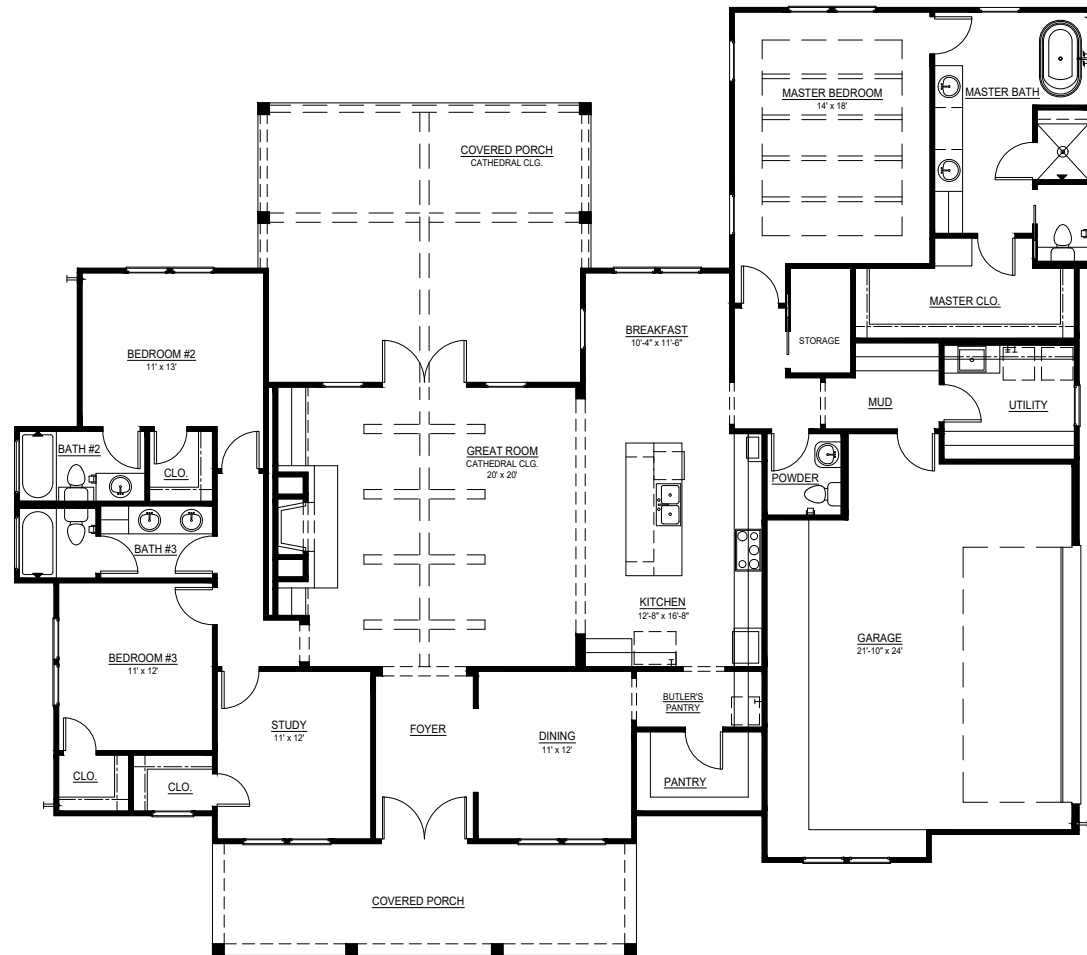 MASTER BEDROOM
14' x 18'
MASTER BATH
COVERED PORCH
CATHEDRAL CLG.
MASTER CLO.
BREAKFAST
10'-4" x 11'-6"
STORAGE
BEDROOM #2
11' x 13'
MUD
UTILITY
BATH #2
CLO.
GREAT ROOM
CATHEDRAL CLG.
20' x 20'
POWDER
BATH #3
KITCHEN
12'-8" x 16'-8"
GARAGE
21'-10" x 24'
BEDROOM #3
11' x 12'
BUTLER'S
PANTRY
STUDY
11' x 12'
FOYER
DINING
11' x 12'
CLO.
CLO.
PANTRY
COVERED PORCH